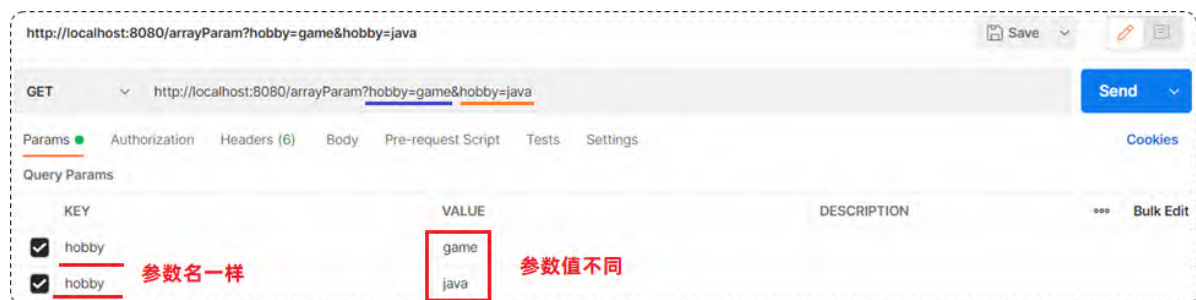 http://localhost:8080/arrayParam?hobby=game&hobby=java Save
GET http://localhost:8080/arrayParam?hobby=game&hobby=java Send
Params Authorization Headers (6) Body Pre-request Script Tests Settings Cookies
Query Params
KEY VALUE DESCRIPTION ooo Bulk Edit
hobby game
参数名一样 参数值不同
hobby java